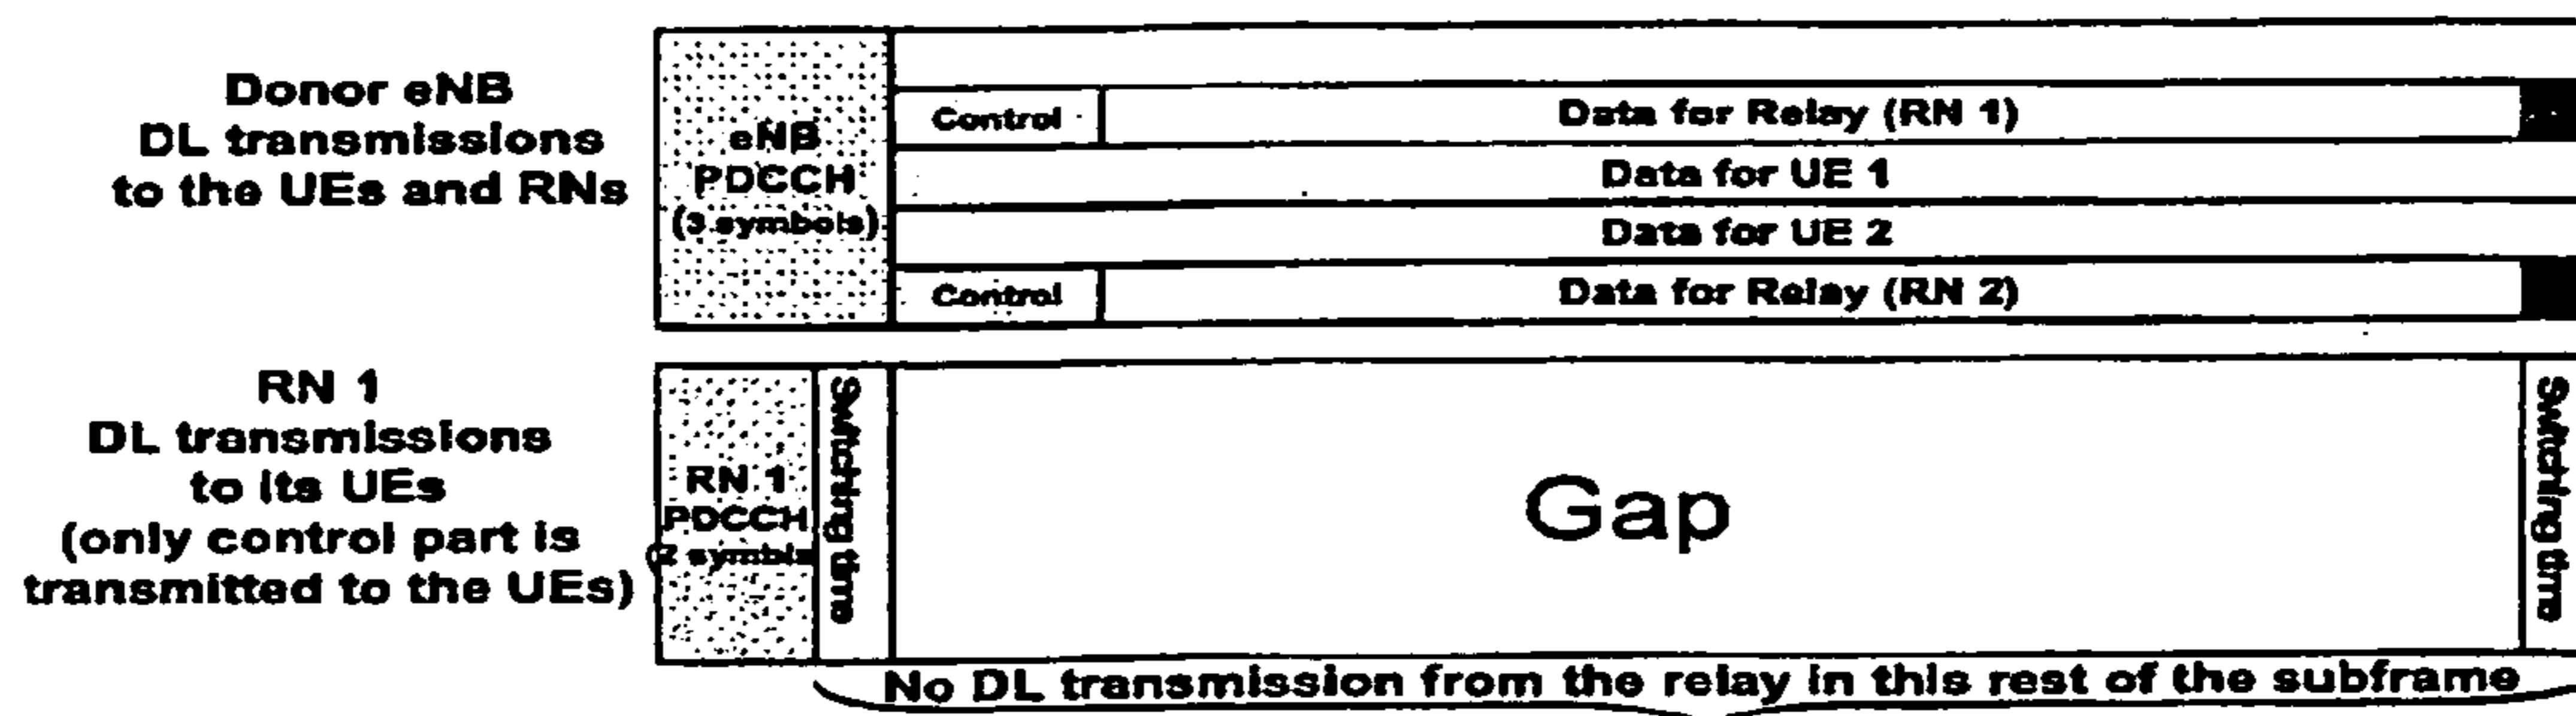 Donor eNB
DL transmissions
to the UEs and RNs
eNB
PDCCH
(3 symbols)
Control
Data for Relay (RN 1)
Data for UE 1
Data for UE 2
Control
Data for Relay (RN 2)
RN 1
DL transmissions
to its UEs
(only control part is
transmitted to the UEs)
RN 1
PDCCH
(2 symbls
Switching time
Gap
Switching time
No DL transmission from the relay in this rest of the subframe